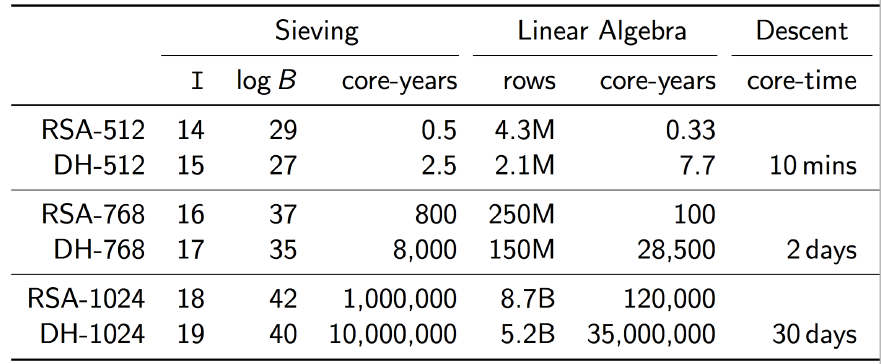 Sieving Linear Algebra Descent
I log B core-years rows core-years core-time
RSA-512 14 29 0.5 4.3M 0.33
DH-512 15 27 2.5 2.1M 7.7 10 mins
RSA-768 16 37 800 250M 100
DH-768 17 35 8,000 150M 28,500 2 days
RSA-1024 18 42 1,000,000 8.7B 120,000
DH-1024 19 40 10,000,000 5.2B 35,000,000 30 days